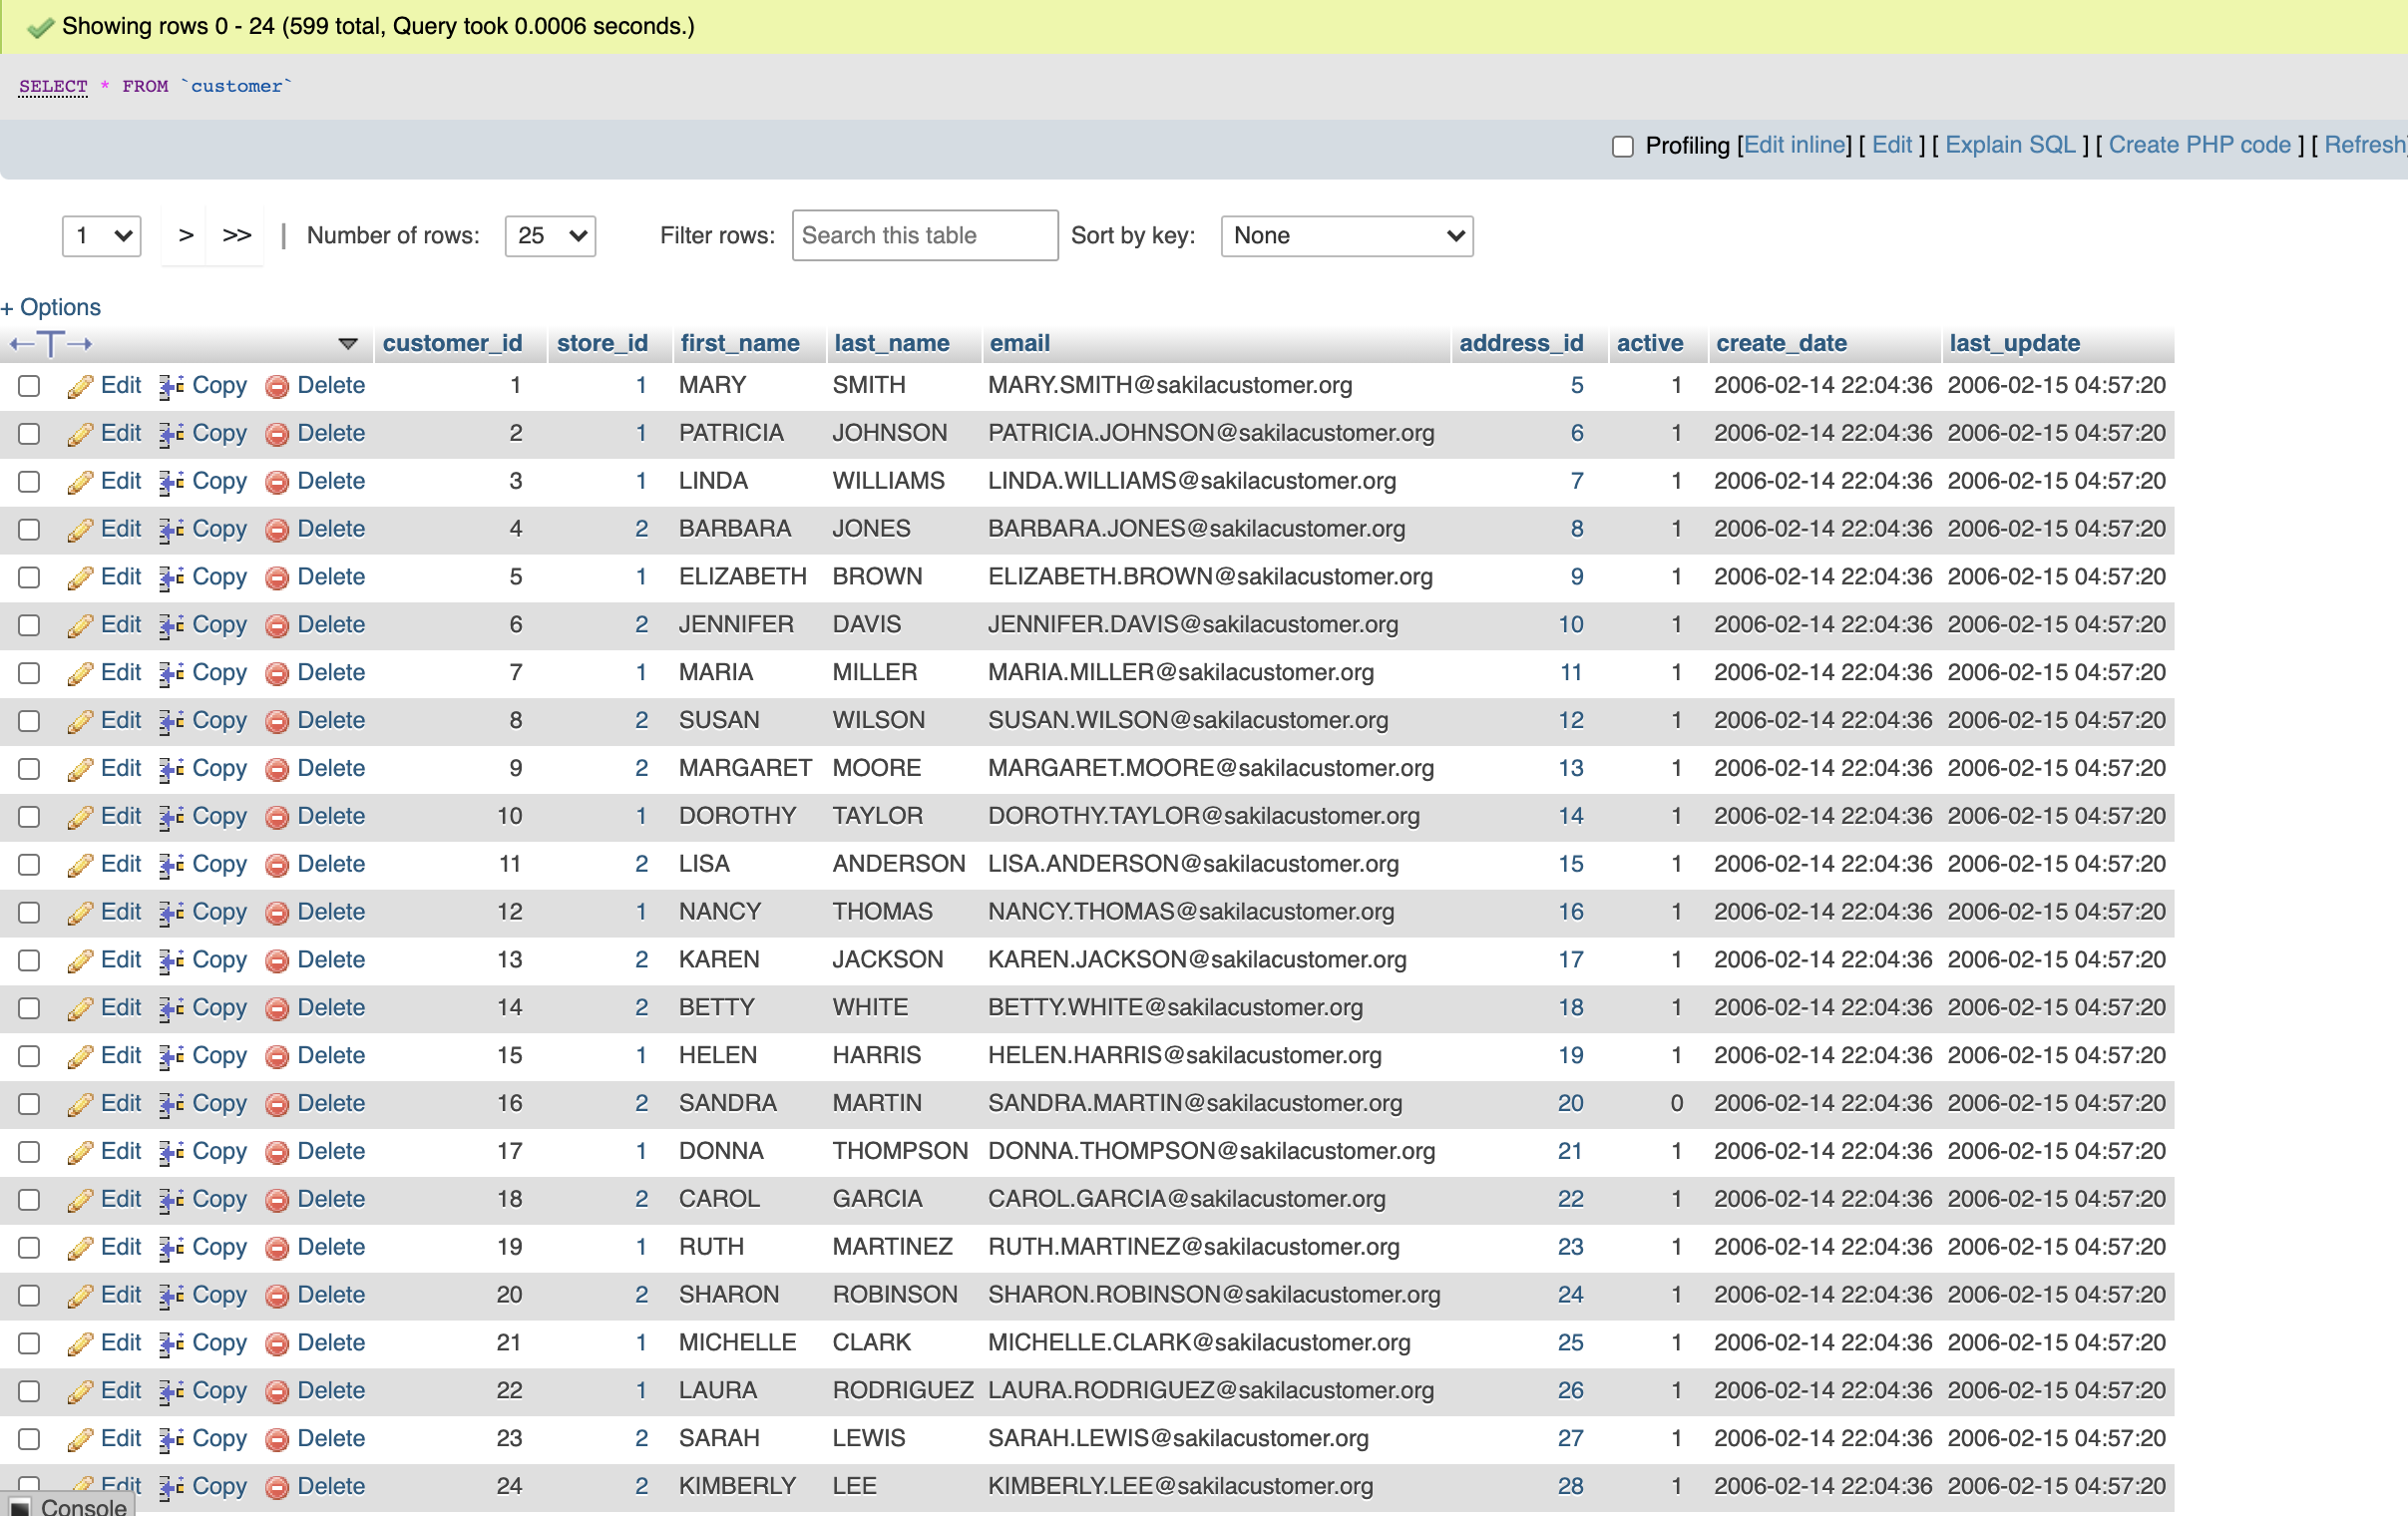 Showing rows 0 - 24 (599 total, Query took 0.0006 seconds.)
SELECT * FROM `customer`
Profiling [Edit inline] [ Edit ] [ Explain SQL ] [ Create PHP code ] [ Refresh]
1 > >> | Number of rows: 25 Filter rows: Search this table Sort by key: None
+ Options
←T→ customer_id store_id first_name last_name email address_id active create_date last_update
Edit Copy Delete 1 1 MARY SMITH MARY.SMITH@sakilacustomer.org 5 1 2006-02-14 22:04:36 2006-02-15 04:57:20
Edit Copy Delete 2 1 PATRICIA JOHNSON PATRICIA.JOHNSON@sakilacustomer.org 6 1 2006-02-14 22:04:36 2006-02-15 04:57:20
Edit Copy Delete 3 1 LINDA WILLIAMS LINDA.WILLIAMS@sakilacustomer.org 7 1 2006-02-14 22:04:36 2006-02-15 04:57:20
Edit Copy Delete 4 2 BARBARA JONES BARBARA.JONES@sakilacustomer.org 8 1 2006-02-14 22:04:36 2006-02-15 04:57:20
Edit Copy Delete 5 1 ELIZABETH BROWN ELIZABETH.BROWN@sakilacustomer.org 9 1 2006-02-14 22:04:36 2006-02-15 04:57:20
Edit Copy Delete 6 2 JENNIFER DAVIS JENNIFER.DAVIS@sakilacustomer.org 10 1 2006-02-14 22:04:36 2006-02-15 04:57:20
Edit Copy Delete 7 1 MARIA MILLER MARIA.MILLER@sakilacustomer.org 11 1 2006-02-14 22:04:36 2006-02-15 04:57:20
Edit Copy Delete 8 2 SUSAN WILSON SUSAN.WILSON@sakilacustomer.org 12 1 2006-02-14 22:04:36 2006-02-15 04:57:20
Edit Copy Delete 9 2 MARGARET MOORE MARGARET.MOORE@sakilacustomer.org 13 1 2006-02-14 22:04:36 2006-02-15 04:57:20
Edit Copy Delete 10 1 DOROTHY TAYLOR DOROTHY.TAYLOR@sakilacustomer.org 14 1 2006-02-14 22:04:36 2006-02-15 04:57:20
Edit Copy Delete 11 2 LISA ANDERSON LISA.ANDERSON@sakilacustomer.org 15 1 2006-02-14 22:04:36 2006-02-15 04:57:20
Edit Copy Delete 12 1 NANCY THOMAS NANCY.THOMAS@sakilacustomer.org 16 1 2006-02-14 22:04:36 2006-02-15 04:57:20
Edit Copy Delete 13 2 KAREN JACKSON KAREN.JACKSON@sakilacustomer.org 17 1 2006-02-14 22:04:36 2006-02-15 04:57:20
Edit Copy Delete 14 2 BETTY WHITE BETTY.WHITE@sakilacustomer.org 18 1 2006-02-14 22:04:36 2006-02-15 04:57:20
Edit Copy Delete 15 1 HELEN HARRIS HELEN.HARRIS@sakilacustomer.org 19 1 2006-02-14 22:04:36 2006-02-15 04:57:20
Edit Copy Delete 16 2 SANDRA MARTIN SANDRA.MARTIN@sakilacustomer.org 20 0 2006-02-14 22:04:36 2006-02-15 04:57:20
Edit Copy Delete 17 1 DONNA THOMPSON DONNA.THOMPSON@sakilacustomer.org 21 1 2006-02-14 22:04:36 2006-02-15 04:57:20
Edit Copy Delete 18 2 CAROL GARCIA CAROL.GARCIA@sakilacustomer.org 22 1 2006-02-14 22:04:36 2006-02-15 04:57:20
Edit Copy Delete 19 1 RUTH MARTINEZ RUTH.MARTINEZ@sakilacustomer.org 23 1 2006-02-14 22:04:36 2006-02-15 04:57:20
Edit Copy Delete 20 2 SHARON ROBINSON SHARON.ROBINSON@sakilacustomer.org 24 1 2006-02-14 22:04:36 2006-02-15 04:57:20
Edit Copy Delete 21 1 MICHELLE CLARK MICHELLE.CLARK@sakilacustomer.org 25 1 2006-02-14 22:04:36 2006-02-15 04:57:20
Edit Copy Delete 22 1 LAURA RODRIGUEZ LAURA.RODRIGUEZ@sakilacustomer.org 26 1 2006-02-14 22:04:36 2006-02-15 04:57:20
Edit Copy Delete 23 2 SARAH LEWIS SARAH.LEWIS@sakilacustomer.org 27 1 2006-02-14 22:04:36 2006-02-15 04:57:20
Edit Copy Delete 24 2 KIMBERLY LEE KIMBERLY.LEE@sakilacustomer.org 28 1 2006-02-14 22:04:36 2006-02-15 04:57:20
Console